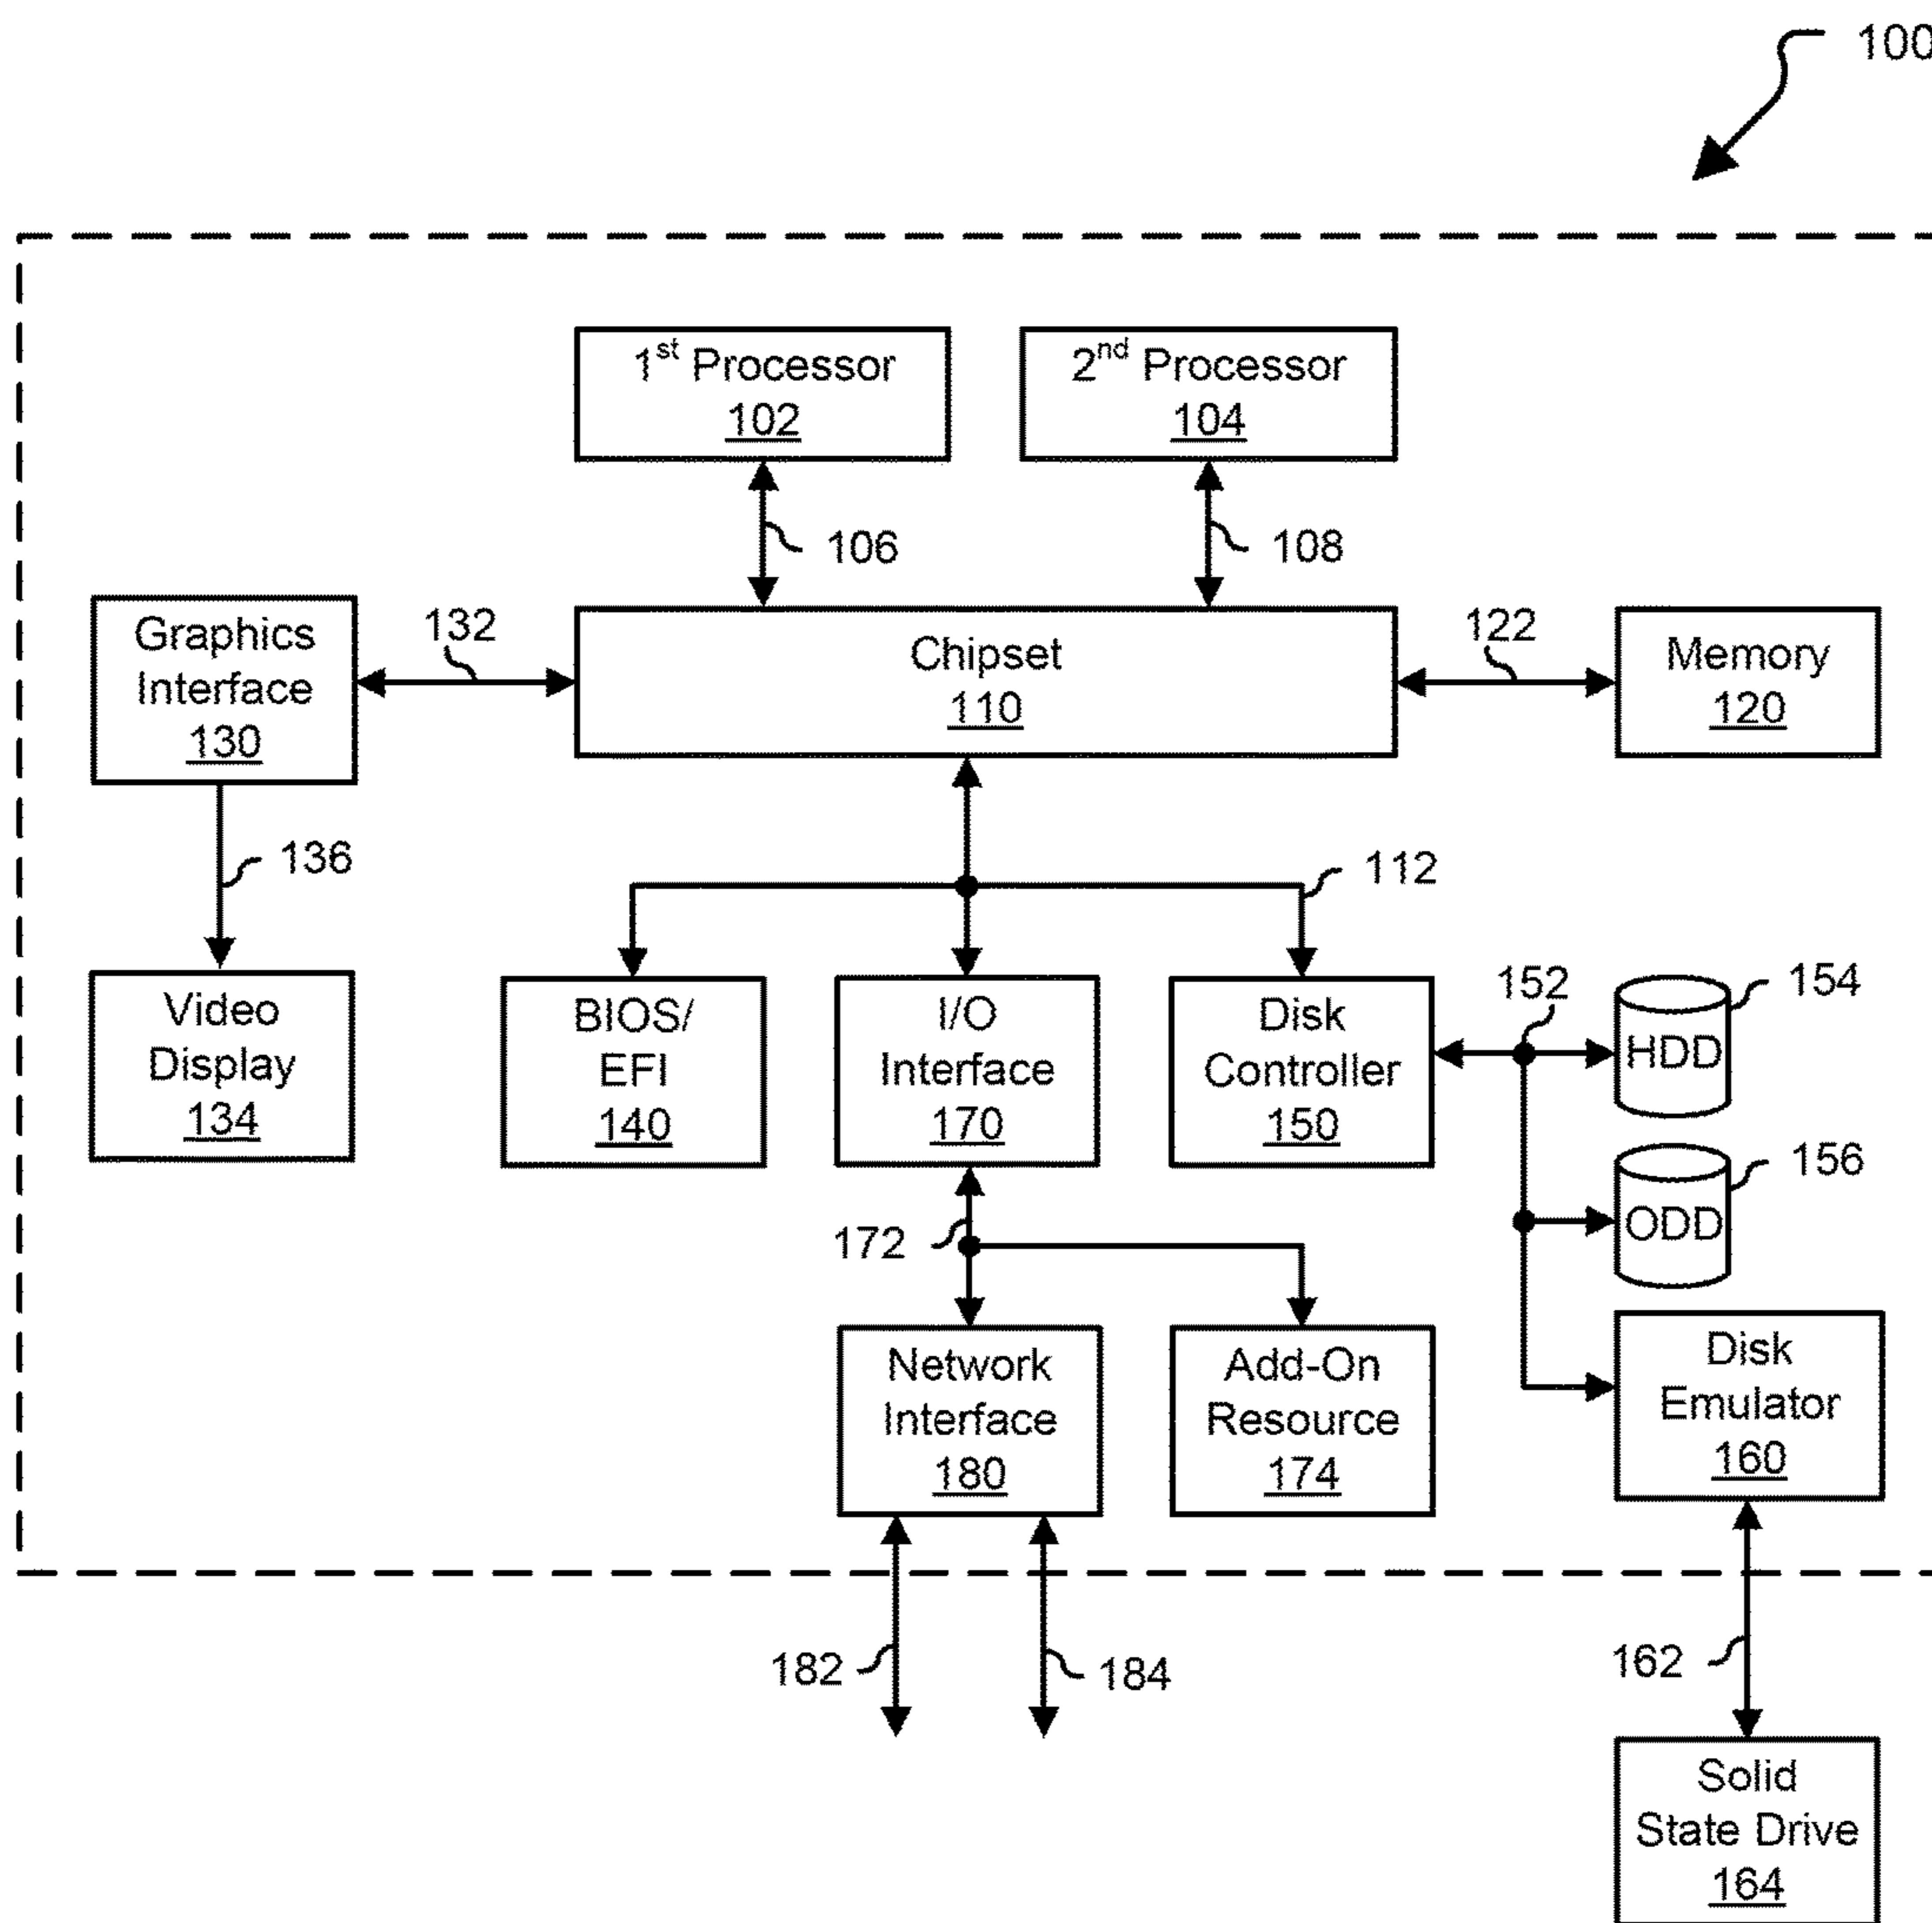 100
1st Processor
102
2nd Processor
104
106
108
Graphics
Interface
130
132
Chipset
110
122
Memory
120
136
112
Video
Display
134
BIOS/
EFI
140
I/O
Interface
170
Disk
Controller
150
152
HDD
154
ODD
156
172
Network
Interface
180
Add-On
Resource
174
Disk
Emulator
160
182
184
162
Solid
State Drive
164